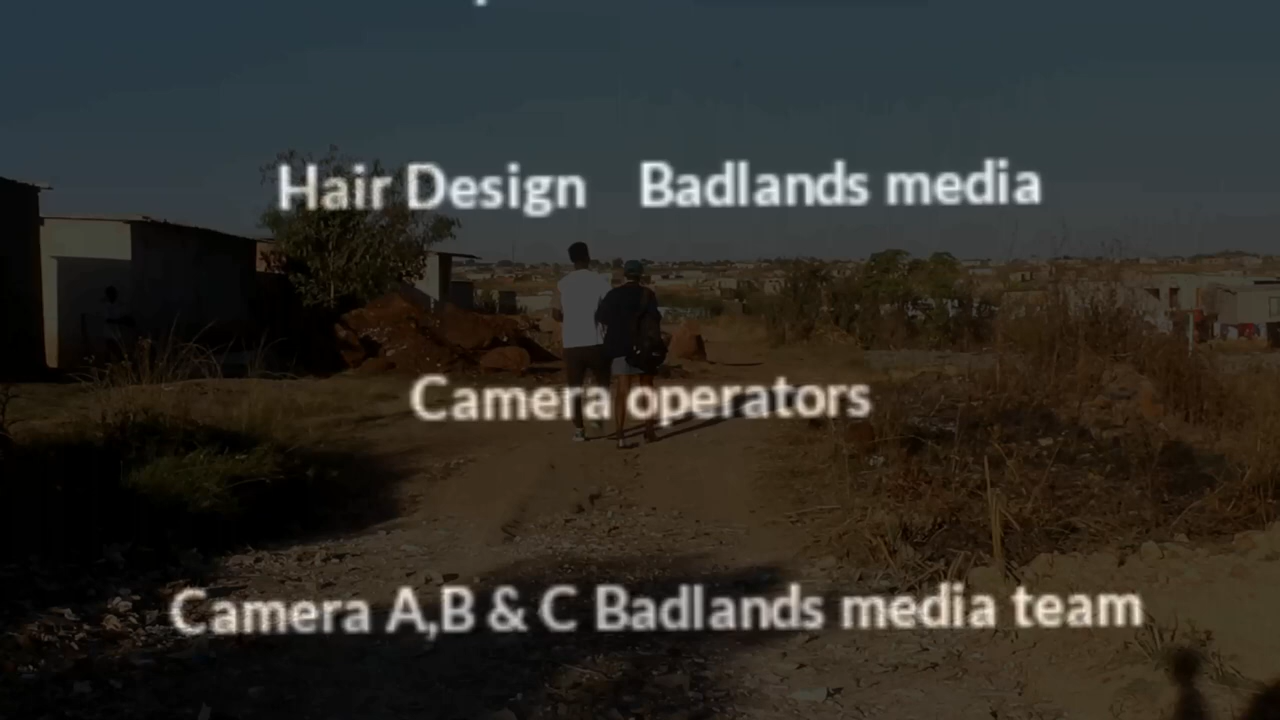 Hair Design Badlands media
Camera operators
Camera A,B & C Badlands media team